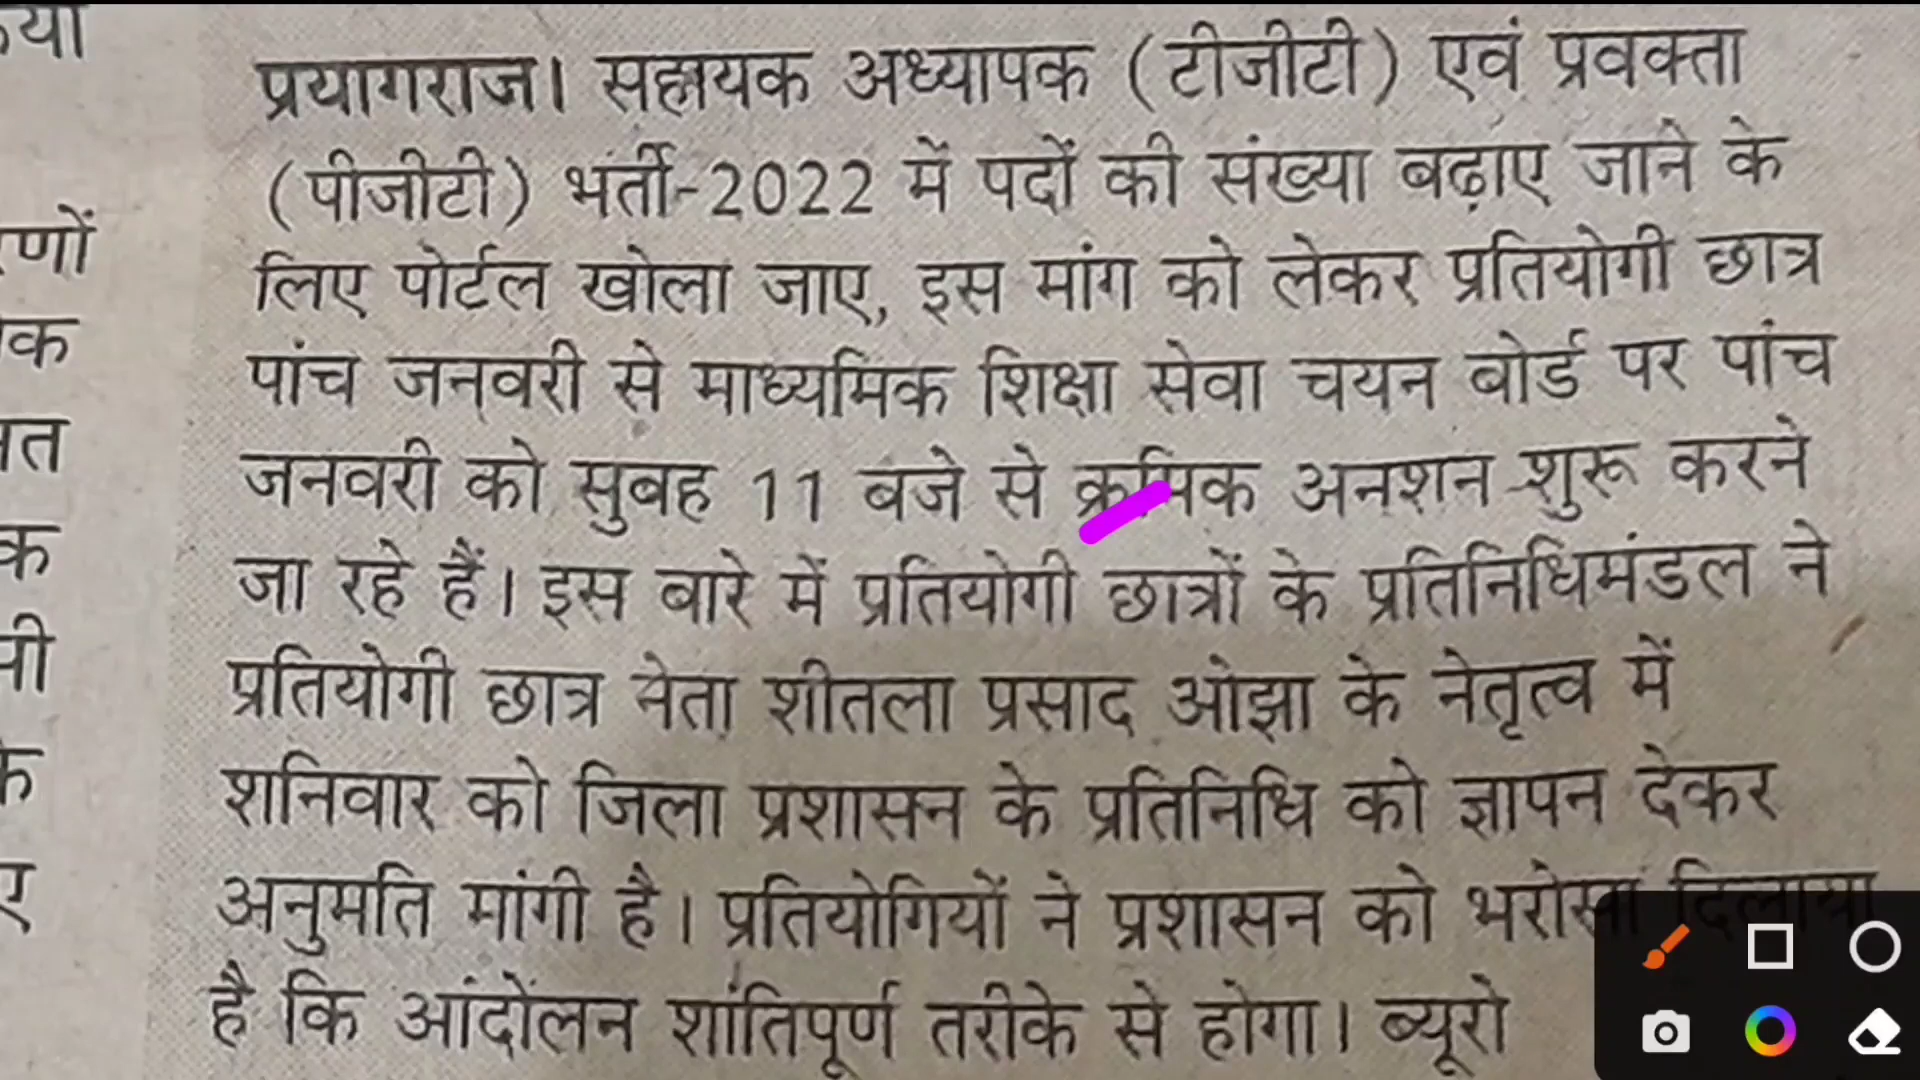 प्रयागराज। सहायक अध्यापक (टीजीटी) एवं प्रवक्ता
(पीजीटी) भर्ती-2022 में पदों की संख्या बढ़ाए जाने के
लिए पोर्टल खोला जाए, इस मांग को लेकर प्रतियोगी छात्र
पांच जनवरी से माध्यमिक शिक्षा सेवा चयन बोर्ड पर पांच
जनवरी को सुबह 11 बजे से क्रमिक अनशन शुरू करने
जा रहे हैं। इस बारे में प्रतियोगी छात्रों के प्रतिनिधिमंडल ने
प्रतियोगी छात्र नेता शीतला प्रसाद ओझा के नेतृत्व में
शनिवार को जिला प्रशासन के प्रतिनिधि को ज्ञापन देकर
अनुमति मांगी है। प्रतियोगियों ने प्रशासन को भरोसा दिलाया
है कि आंदोलन शांतिपूर्ण तरीके से होगा। ब्यूरो